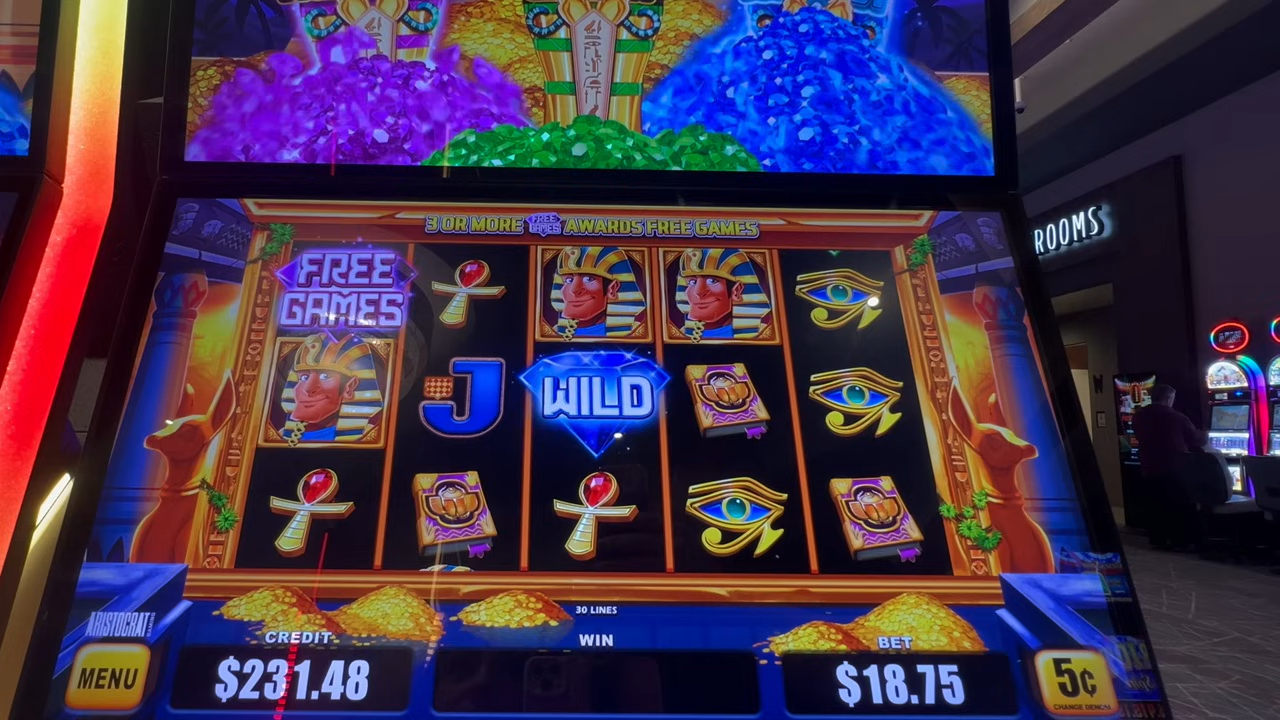 3 OR MORE FREE GAMES AWARDS FREE GAMES
FREE
GAMES
J
WILD
ROOMS
30 LINES
ARISTOCRAT
CREDIT
WIN
BET
MENU
$231.48
$18.75
5¢
CHANGE DENOM